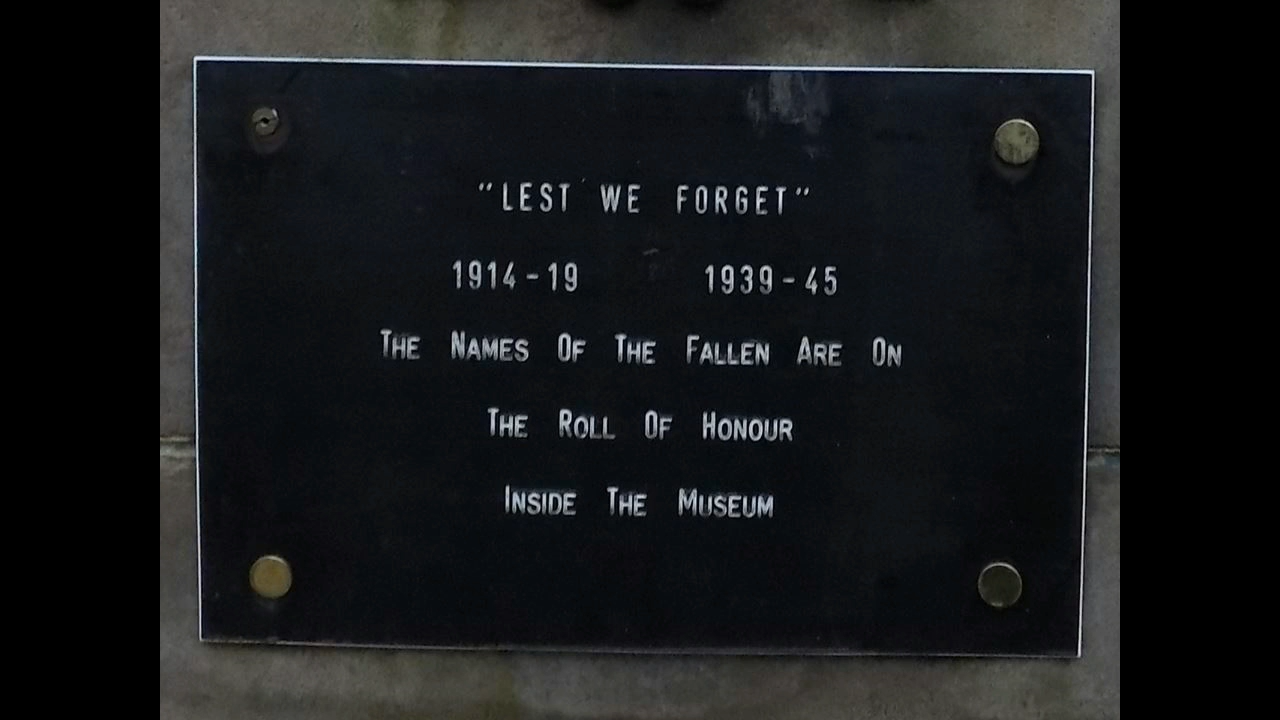 "LEST WE FORGET"
1914-19 1939-45
THE NAMES OF THE FALLEN ARE ON
THE ROLL OF HONOUR
INSIDE THE MUSEUM